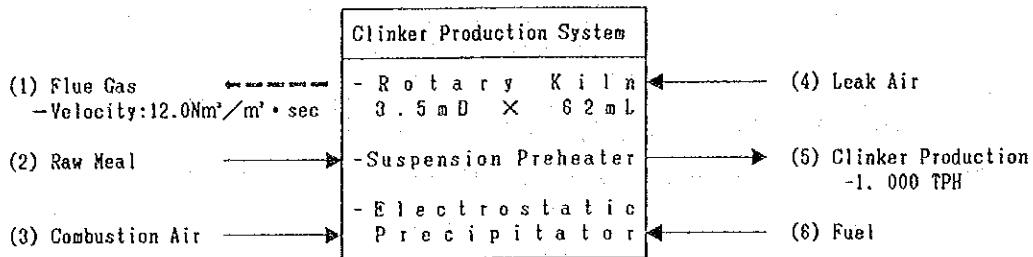 Clinker Production System
(1) Flue Gas
-Velocity:12.0Nm³/m³・sec
- Rotary Kiln
3.5mD × 62mL
(4) Leak Air
(2) Raw Meal
-Suspension Preheater
(5) Clinker Production
-1. 000 TPH
(3) Combustion Air
- Electrostatic
Precipitator
(6) Fuel